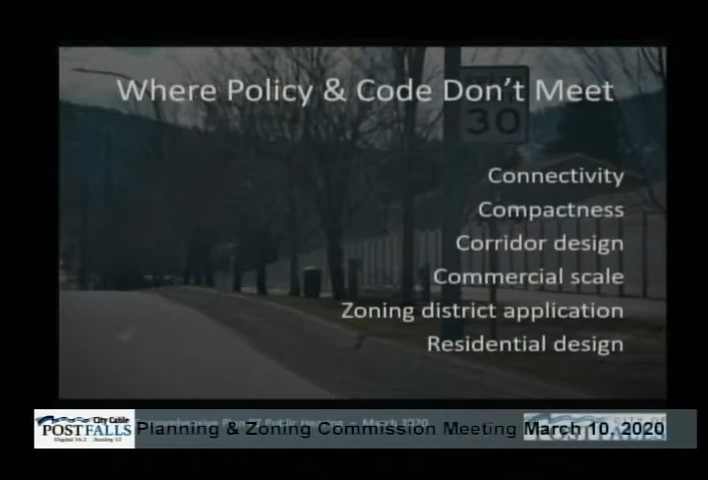 Where Policy & Code Don't Meet
30
Connectivity
Compactness
Corridor design
Commercial scale
Zoning district application
Residential design
City Cable
POST FALLS
Planning & Zoning Commission Meeting March 10, 2020